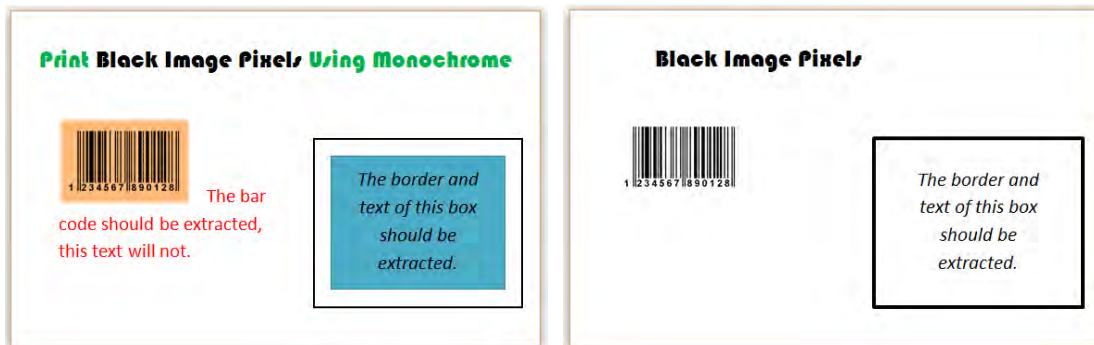 Print Black Image Pixels Using Monochrome
1 234567 890128
The bar
code should be extracted,
this text will not.
The border and
text of this box
should be
extracted.
Black Image Pixels
1 234567 890128
The border and
text of this box
should be
extracted.